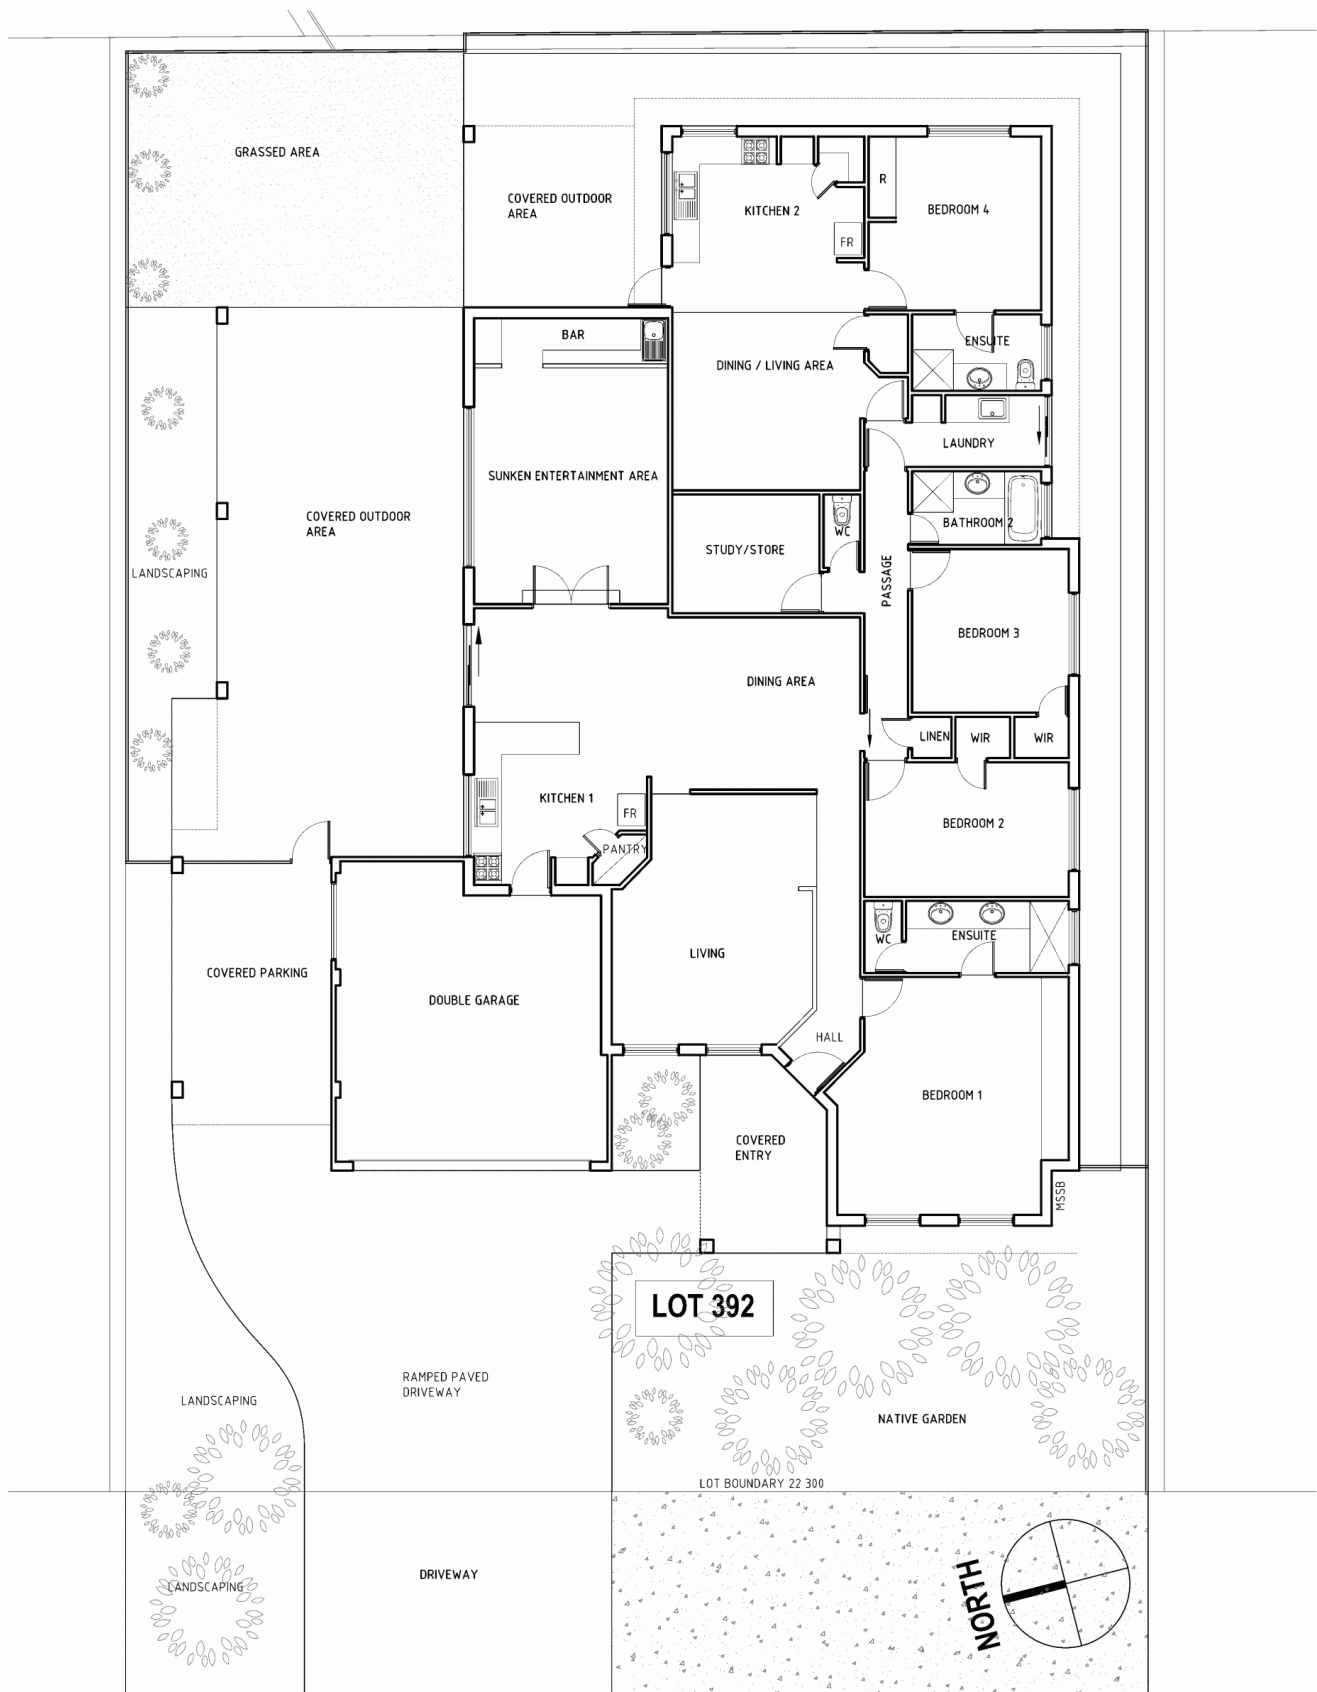 GRASSED AREA
COVERED OUTDOOR
AREA
KITCHEN 2
R
BEDROOM 4
FR
BAR
ENSUITE
DINING / LIVING AREA
LAUNDRY
SUNKEN ENTERTAINMENT AREA
COVERED OUTDOOR
AREA
BATHROOM 2
WC
STUDY/STORE
LANDSCAPING
PASSAGE
BEDROOM 3
DINING AREA
LINEN
WIR
WIR
KITCHEN 1
FR
PANTRY
BEDROOM 2
WC
ENSUITE
LIVING
COVERED PARKING
DOUBLE GARAGE
HALL
BEDROOM 1
COVERED
ENTRY
MSSB
LOT 392
RAMPED PAVED
DRIVEWAY
LANDSCAPING
NATIVE GARDEN
LOT BOUNDARY 22 300
DRIVEWAY
LANDSCAPING
NORTH